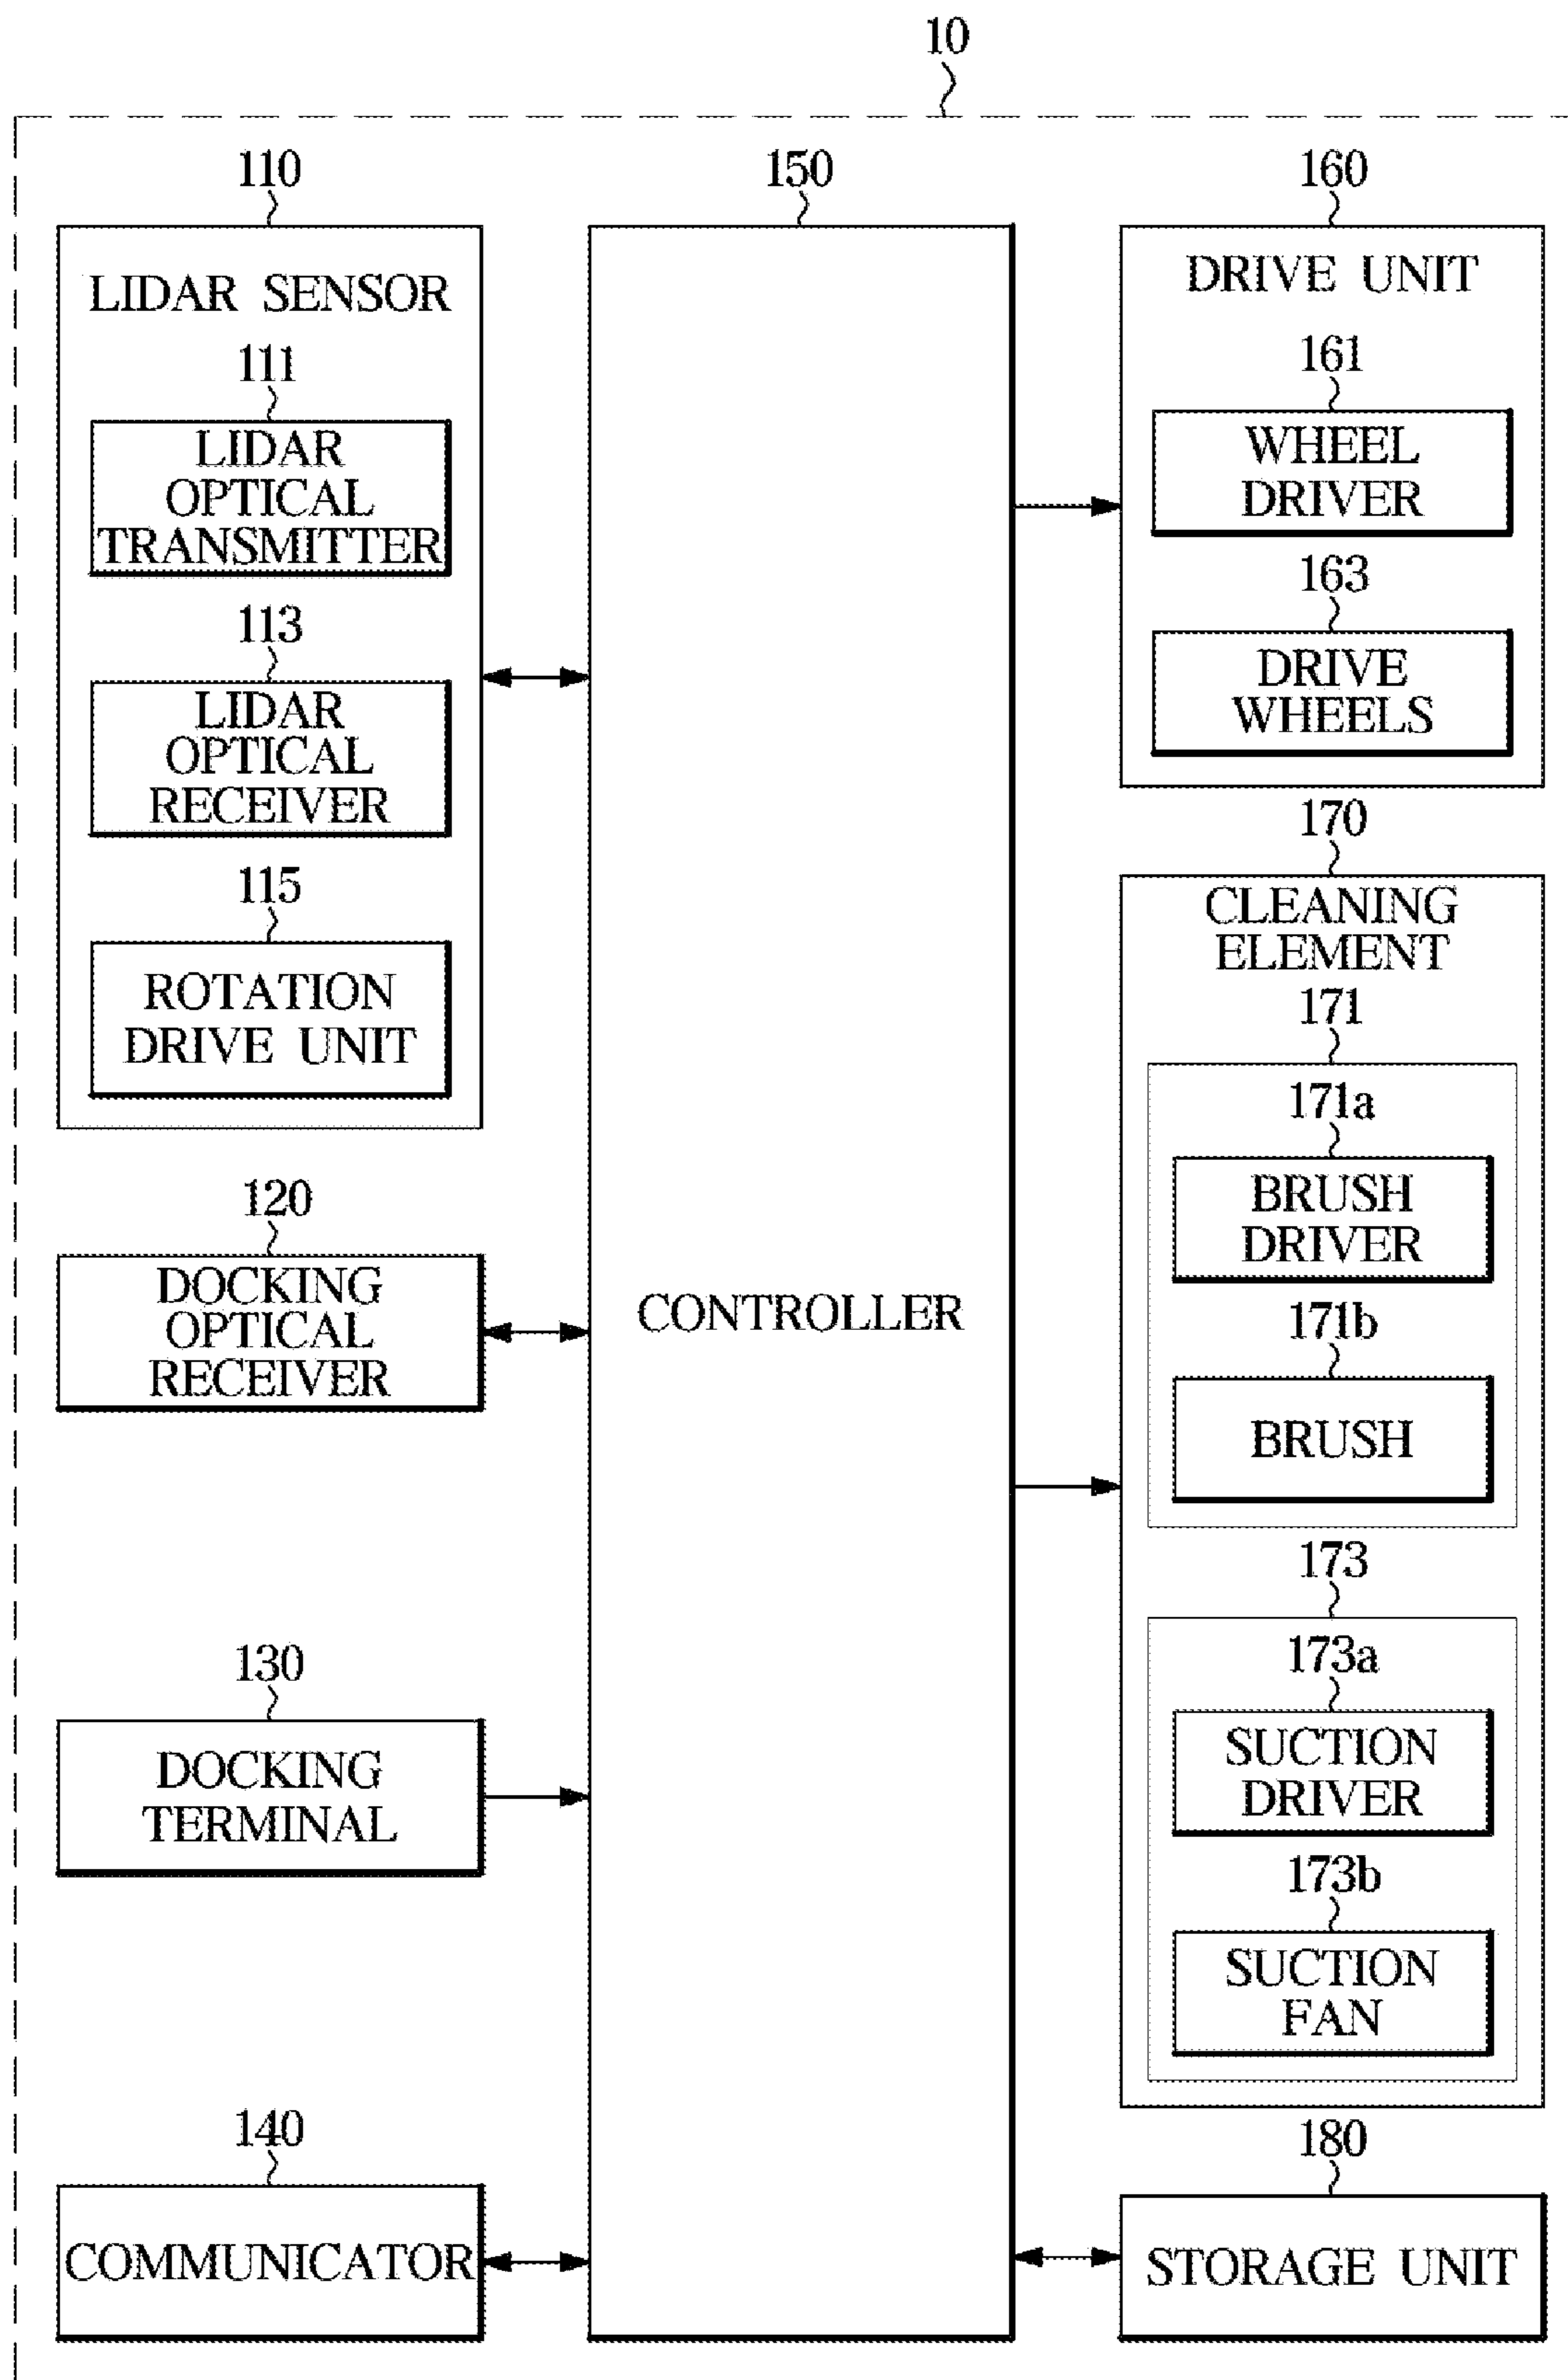 10
110
LIDAR SENSOR
111
LIDAR
OPTICAL
TRANSMITTER
113
LIDAR
OPTICAL
RECEIVER
115
ROTATION
DRIVE UNIT
120
DOCKING
OPTICAL
RECEIVER
130
DOCKING
TERMINAL
140
COMMUNICATOR
150
CONTROLLER
160
DRIVE UNIT
161
WHEEL
DRIVER
163
DRIVE
WHEELS
170
CLEANING
ELEMENT
171
171a
BRUSH
DRIVER
171b
BRUSH
173
173a
SUCTION
DRIVER
173b
SUCTION
FAN
180
STORAGE UNIT